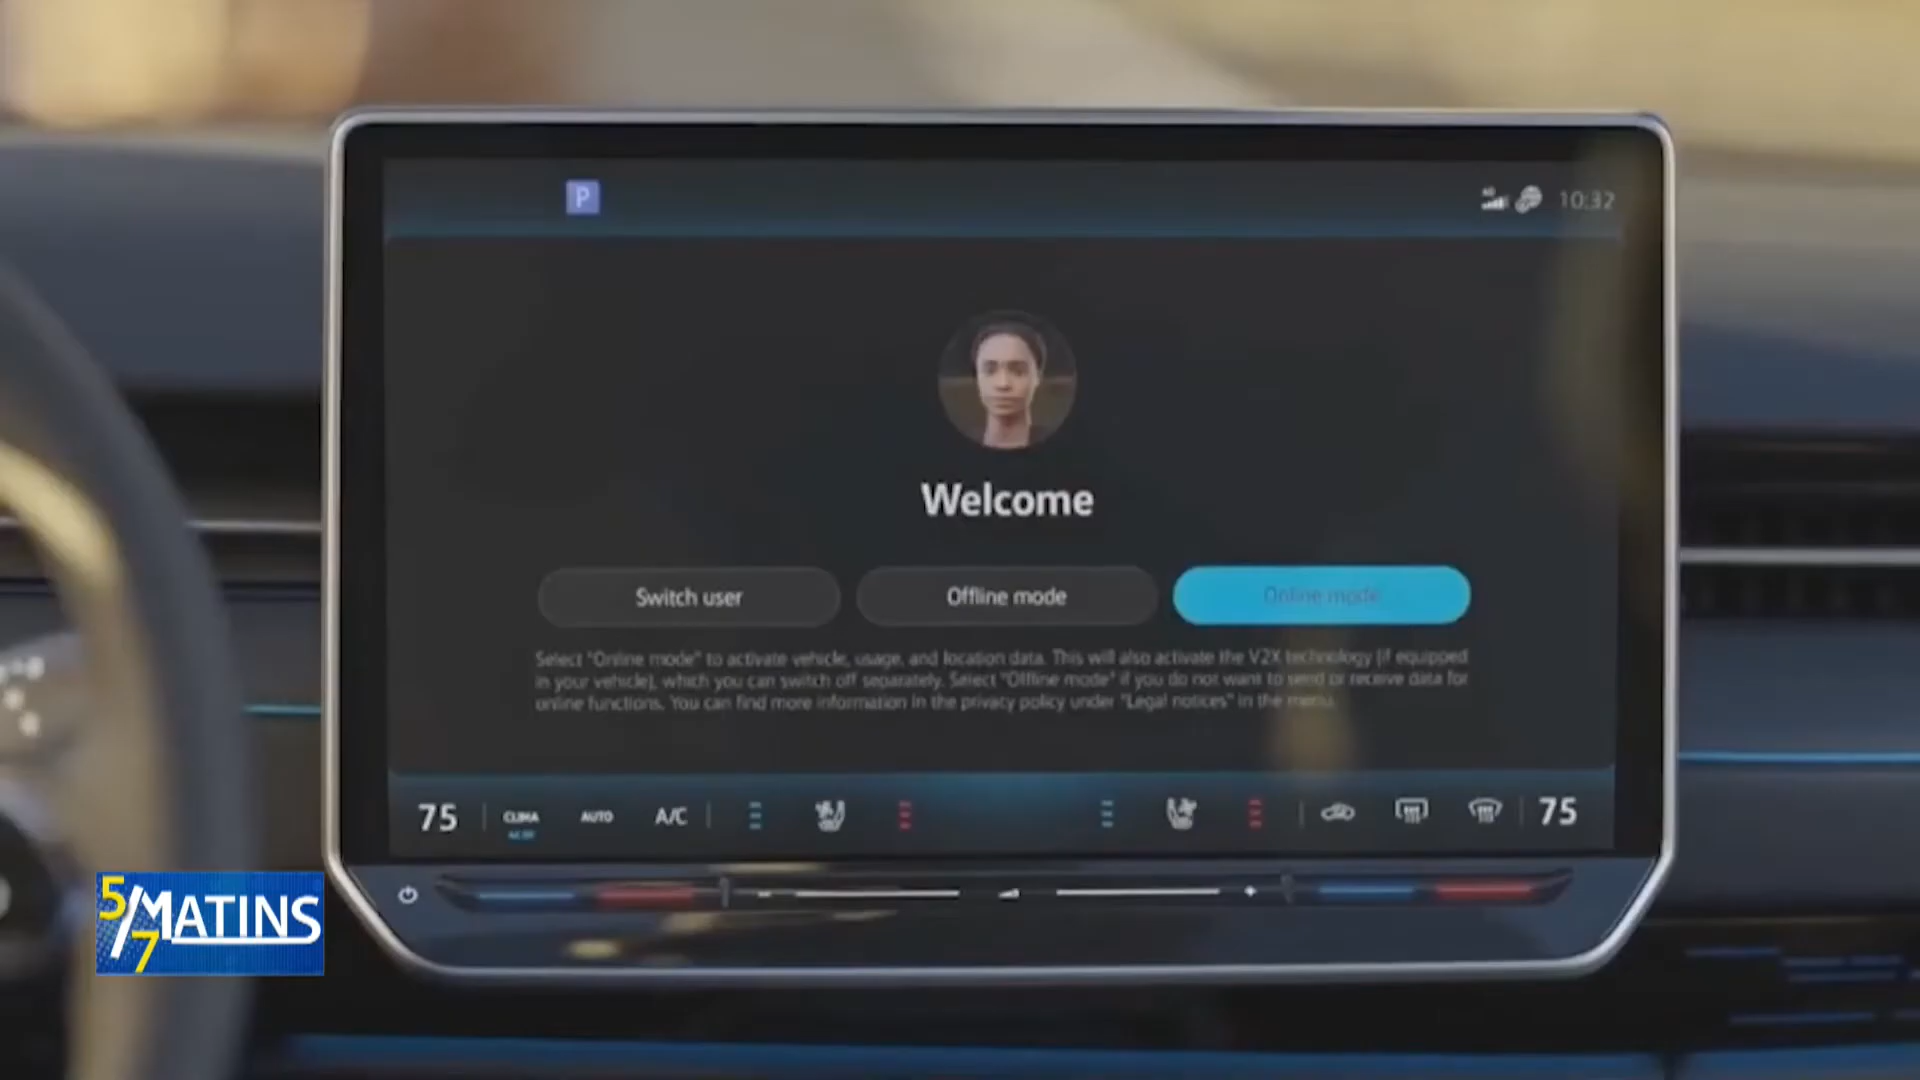 P
10:32
Welcome
Switch user
Offline mode
Online mode
Select "Online mode" to activate vehicle, usage, and location data. This will also activate the V2X technology (if equipped
in your vehicle), which you can switch off separately. Select "Offline mode" if you do not want to send or receive data for
online functions. You can find more information in the privacy policy under "Legal notices" in the menu.
75
CLIMA
AUTO
A/C
75
5/7 MATINS